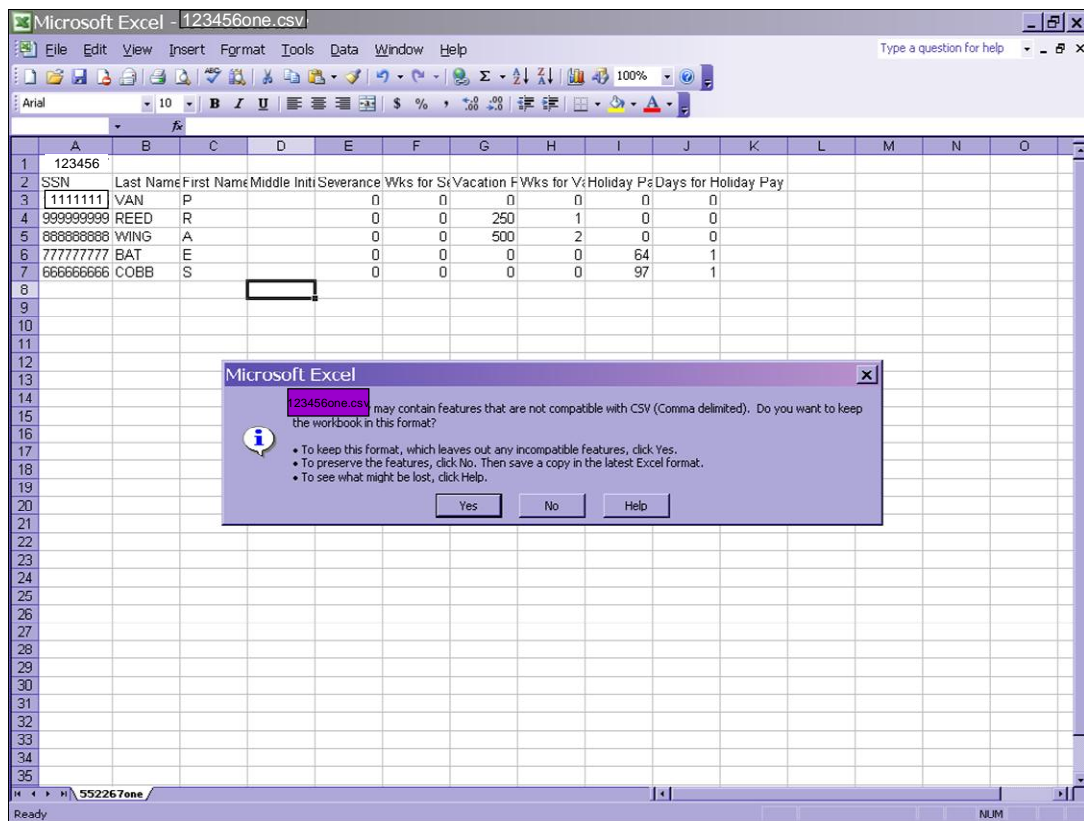 Microsoft Excel - 123456one.csv
File Edit View Insert Format Tools Data Window Help Type a question for help
100%
Arial 10 B I U $ % ,
fx
A B C D E F G H I J K L M N O
1 123456
2 SSN Last Name First Name Middle Initi Severance Wks for Se Vacation F Wks for Va Holiday Pa Days for Holiday Pay
3 1111111 VAN P 0 0 0 0 0 0
4 999999999 REED R 0 0 250 1 0 0
5 888888888 WING A 0 0 500 2 0 0
6 777777777 BAT E 0 0 0 0 64 1
7 666666666 COBB S 0 0 0 0 97 1
8
9
10
11
12
13
14
15
16
17
18
19
20
21
22
23
24
25
26
27
28
29
30
31
32
33
34
35
Microsoft Excel
123456one.csv may contain features that are not compatible with CSV (Comma delimited). Do you want to keep
the workbook in this format?
• To keep this format, which leaves out any incompatible features, click Yes.
• To preserve the features, click No. Then save a copy in the latest Excel format.
• To see what might be lost, click Help.
Yes No Help
552267one
Ready NUM